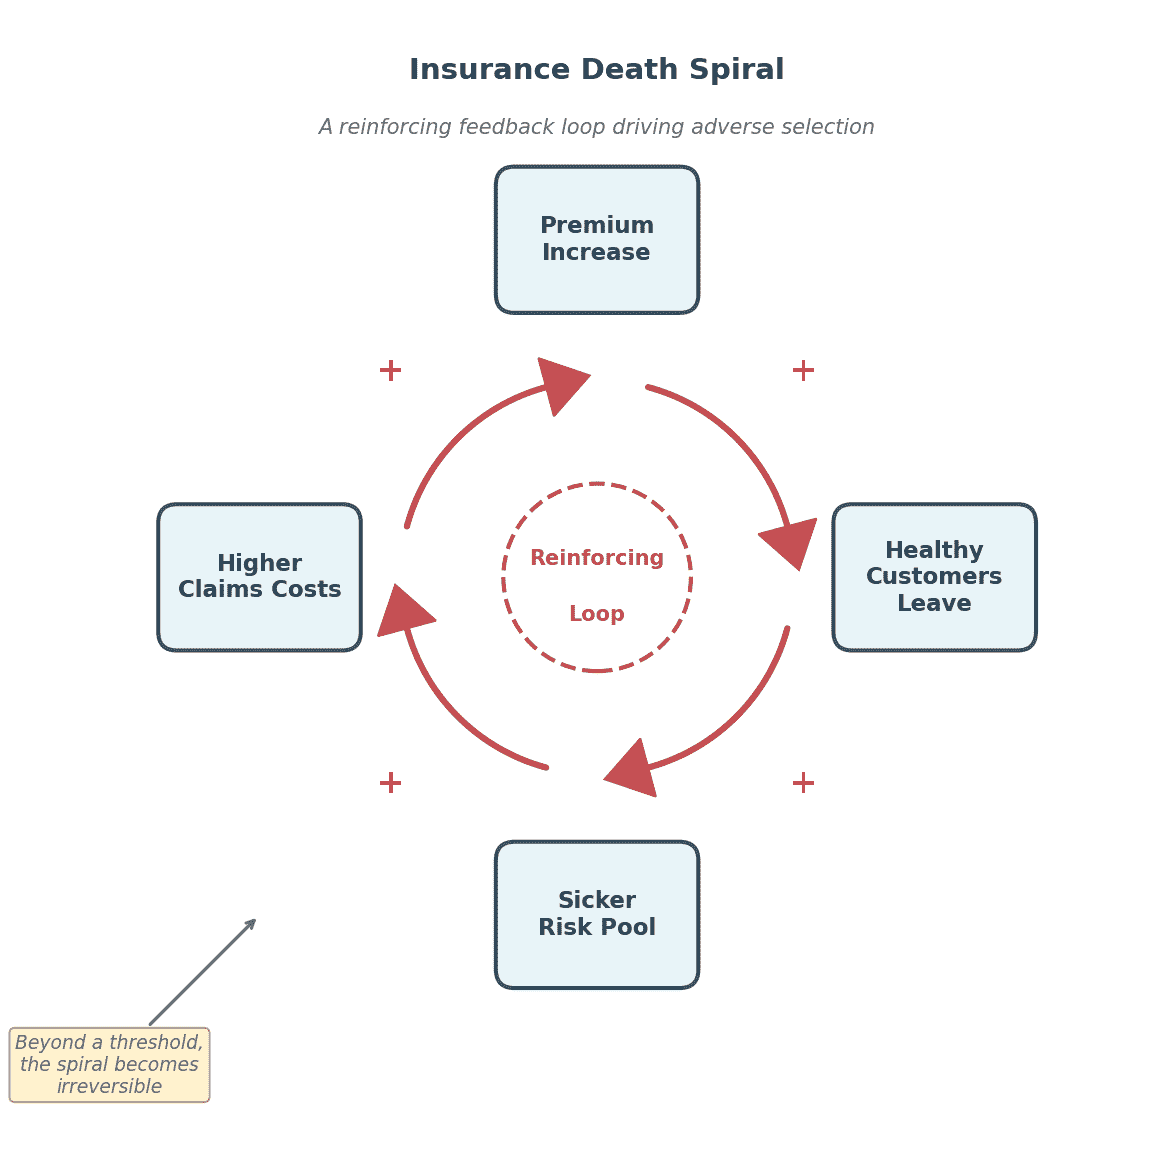 Insurance Death Spiral
A reinforcing feedback loop driving adverse selection
Premium
Increase
+
+
Higher
Claims Costs
Reinforcing
Loop
Healthy
Customers
Leave
+
+
Sicker
Risk Pool
Beyond a threshold,
the spiral becomes
irreversible